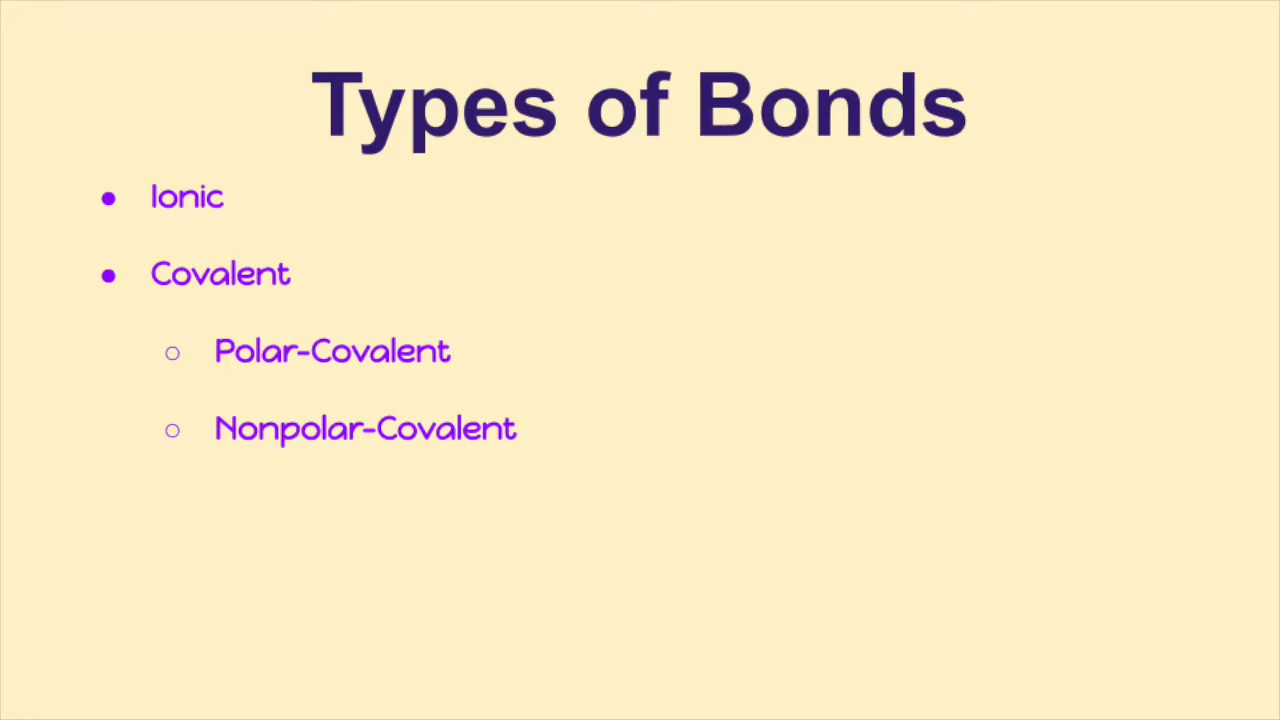 Types of Bonds
● Ionic
● Covalent
○ Polar-Covalent
○ Nonpolar-Covalent